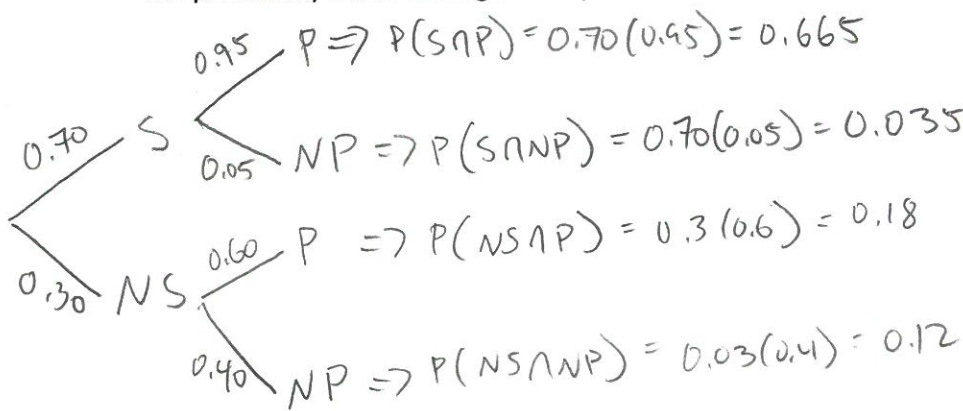 0.95 P => P(S∩P) = 0.70(0.95) = 0.665
0.70 S
0.05 NP => P(S∩NP) = 0.70(0.05) = 0.035
0.60 P => P(NS∩P) = 0.3(0.6) = 0.18
0.30 NS
0.40 NP => P(NS∩NP) = 0.03(0.4) = 0.12